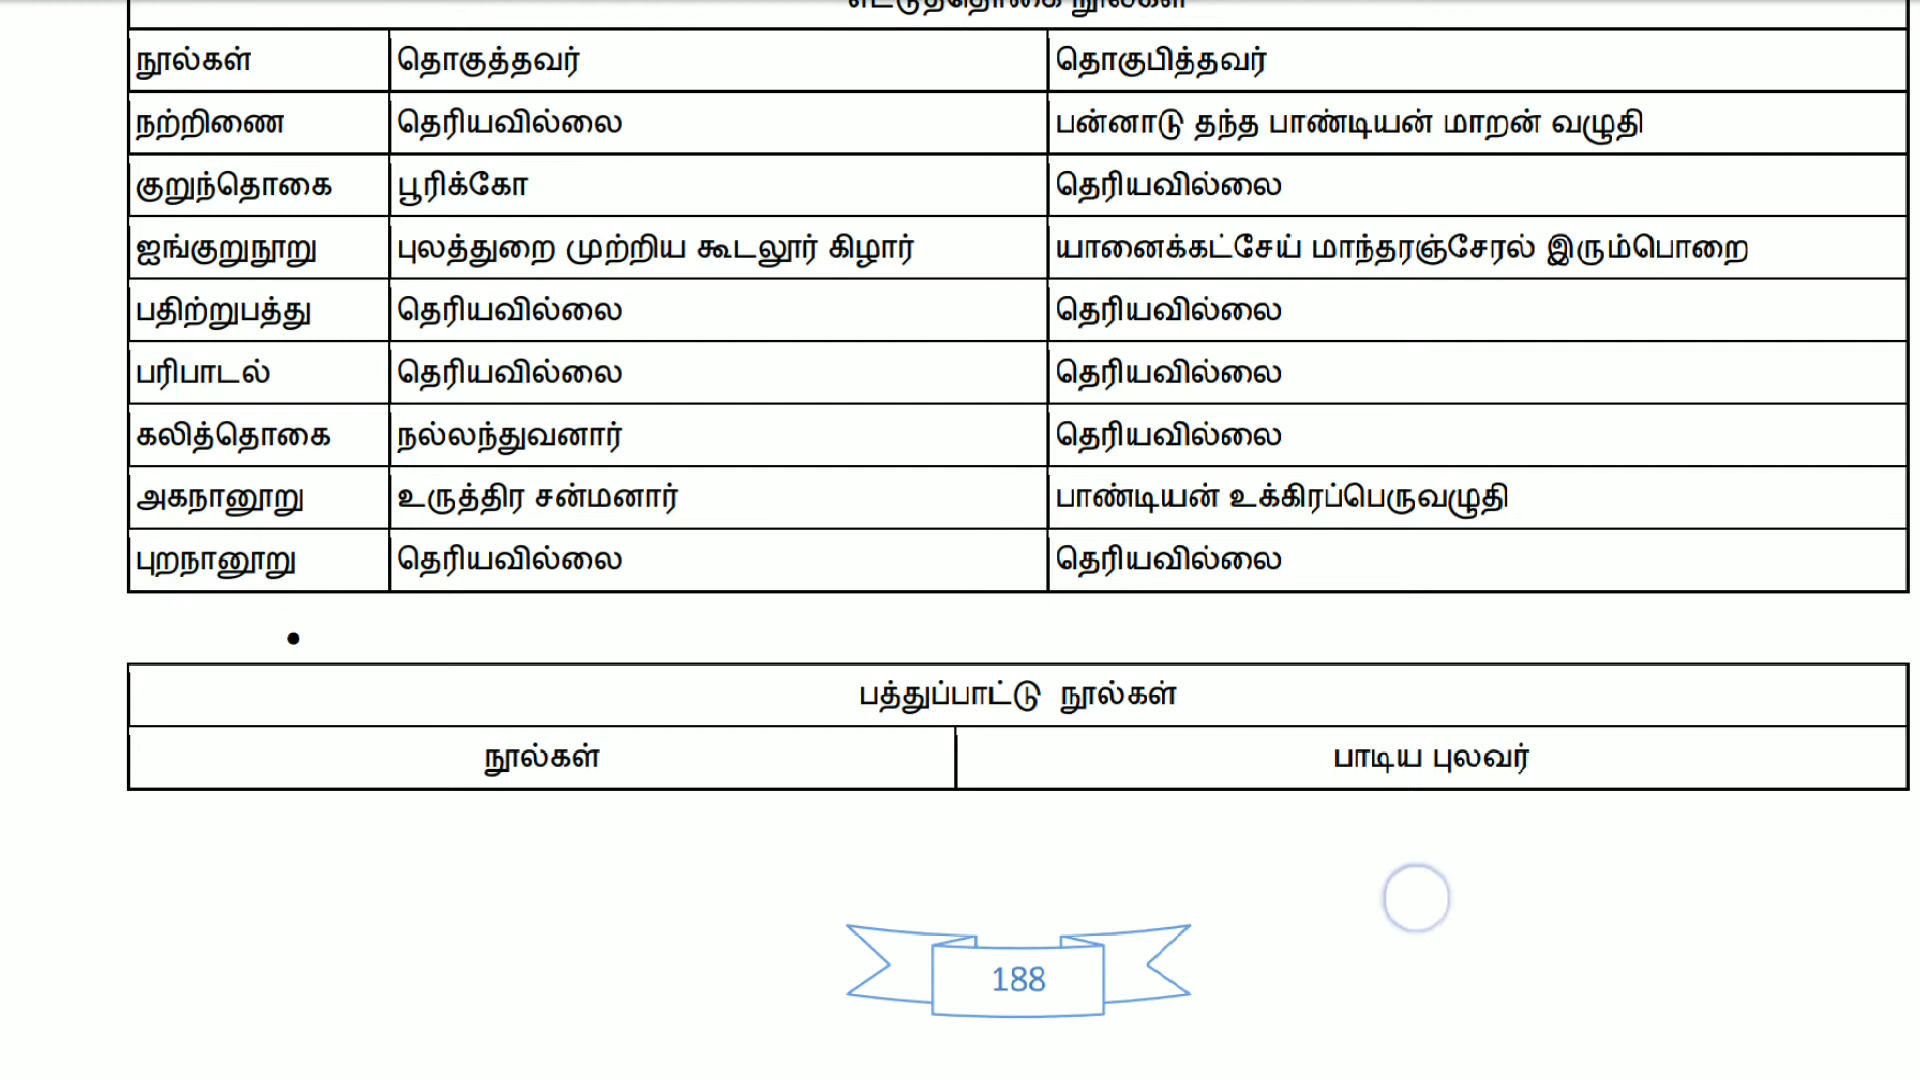 எட்டுத்தொகை நூல்கள்
நூல்கள் தொகுத்தவர் தொகுபித்தவர்
நற்றிணை தெரியவில்லை பன்னாடு தந்த பாண்டியன் மாறன் வழுதி
குறுந்தொகை பூரிக்கோ தெரியவில்லை
ஐங்குறுநூறு புலத்துறை முற்றிய கூடலூர் கிழார் யானைக்கட்சேய் மாந்தரஞ்சேரல் இரும்பொறை
பதிற்றுபத்து தெரியவில்லை தெரியவில்லை
பரிபாடல் தெரியவில்லை தெரியவில்லை
கலித்தொகை நல்லந்துவனார் தெரியவில்லை
அகநானூறு உருத்திர சன்மனார் பாண்டியன் உக்கிரப்பெருவழுதி
புறநானூறு தெரியவில்லை தெரியவில்லை
பத்துப்பாட்டு நூல்கள்
நூல்கள் பாடிய புலவர்
188